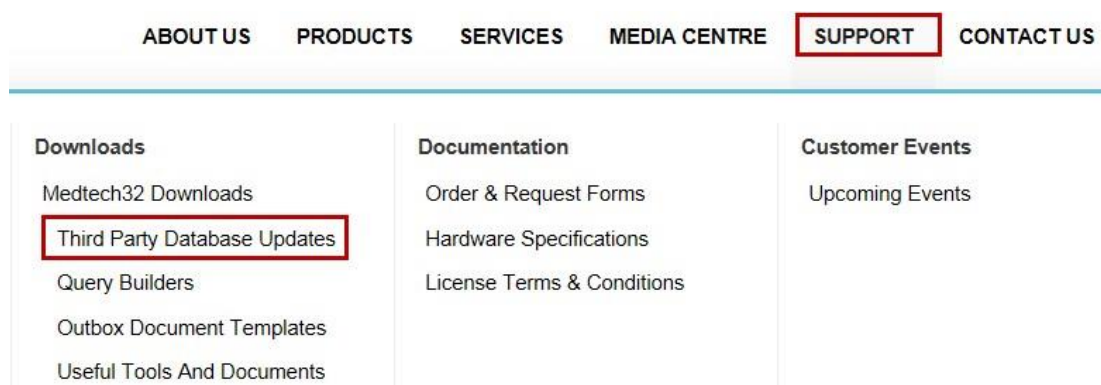 ABOUT US PRODUCTS SERVICES MEDIA CENTRE SUPPORT CONTACT US
Downloads
Medtech32 Downloads
Third Party Database Updates
Query Builders
Outbox Document Templates
Useful Tools And Documents
Documentation
Order & Request Forms
Hardware Specifications
License Terms & Conditions
Customer Events
Upcoming Events